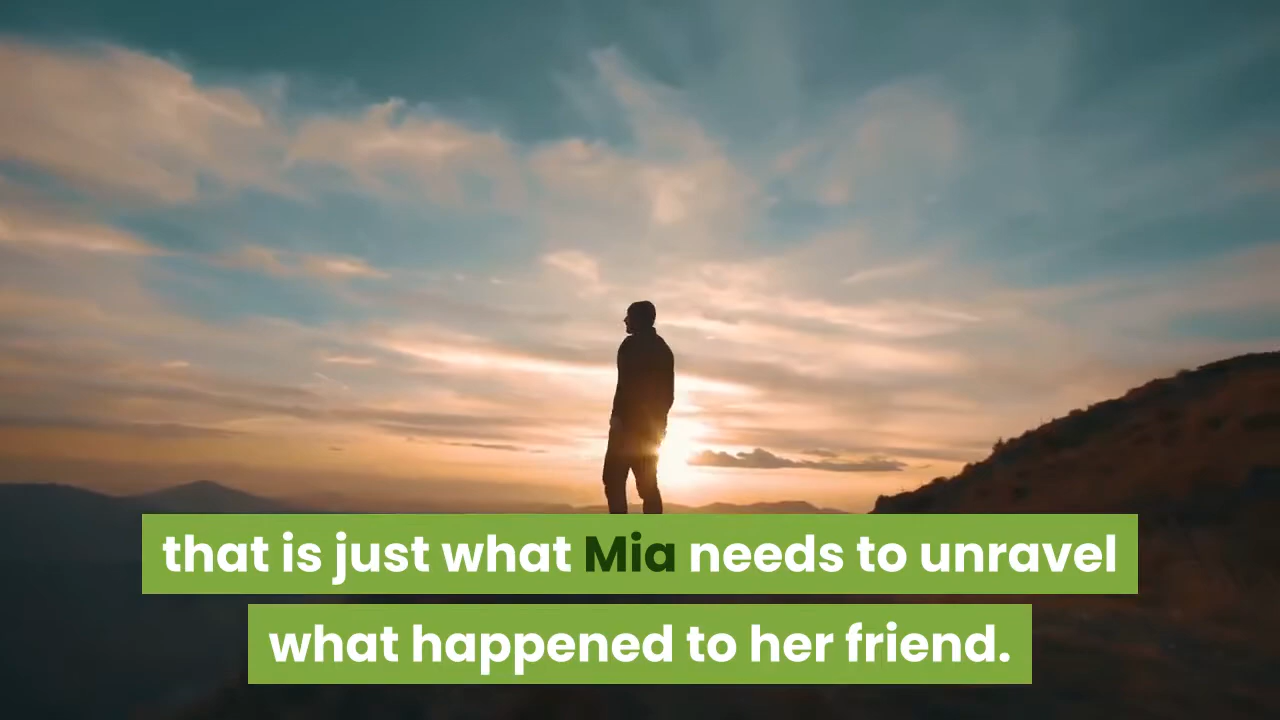 that is just what Mia needs to unravel
what happened to her friend.